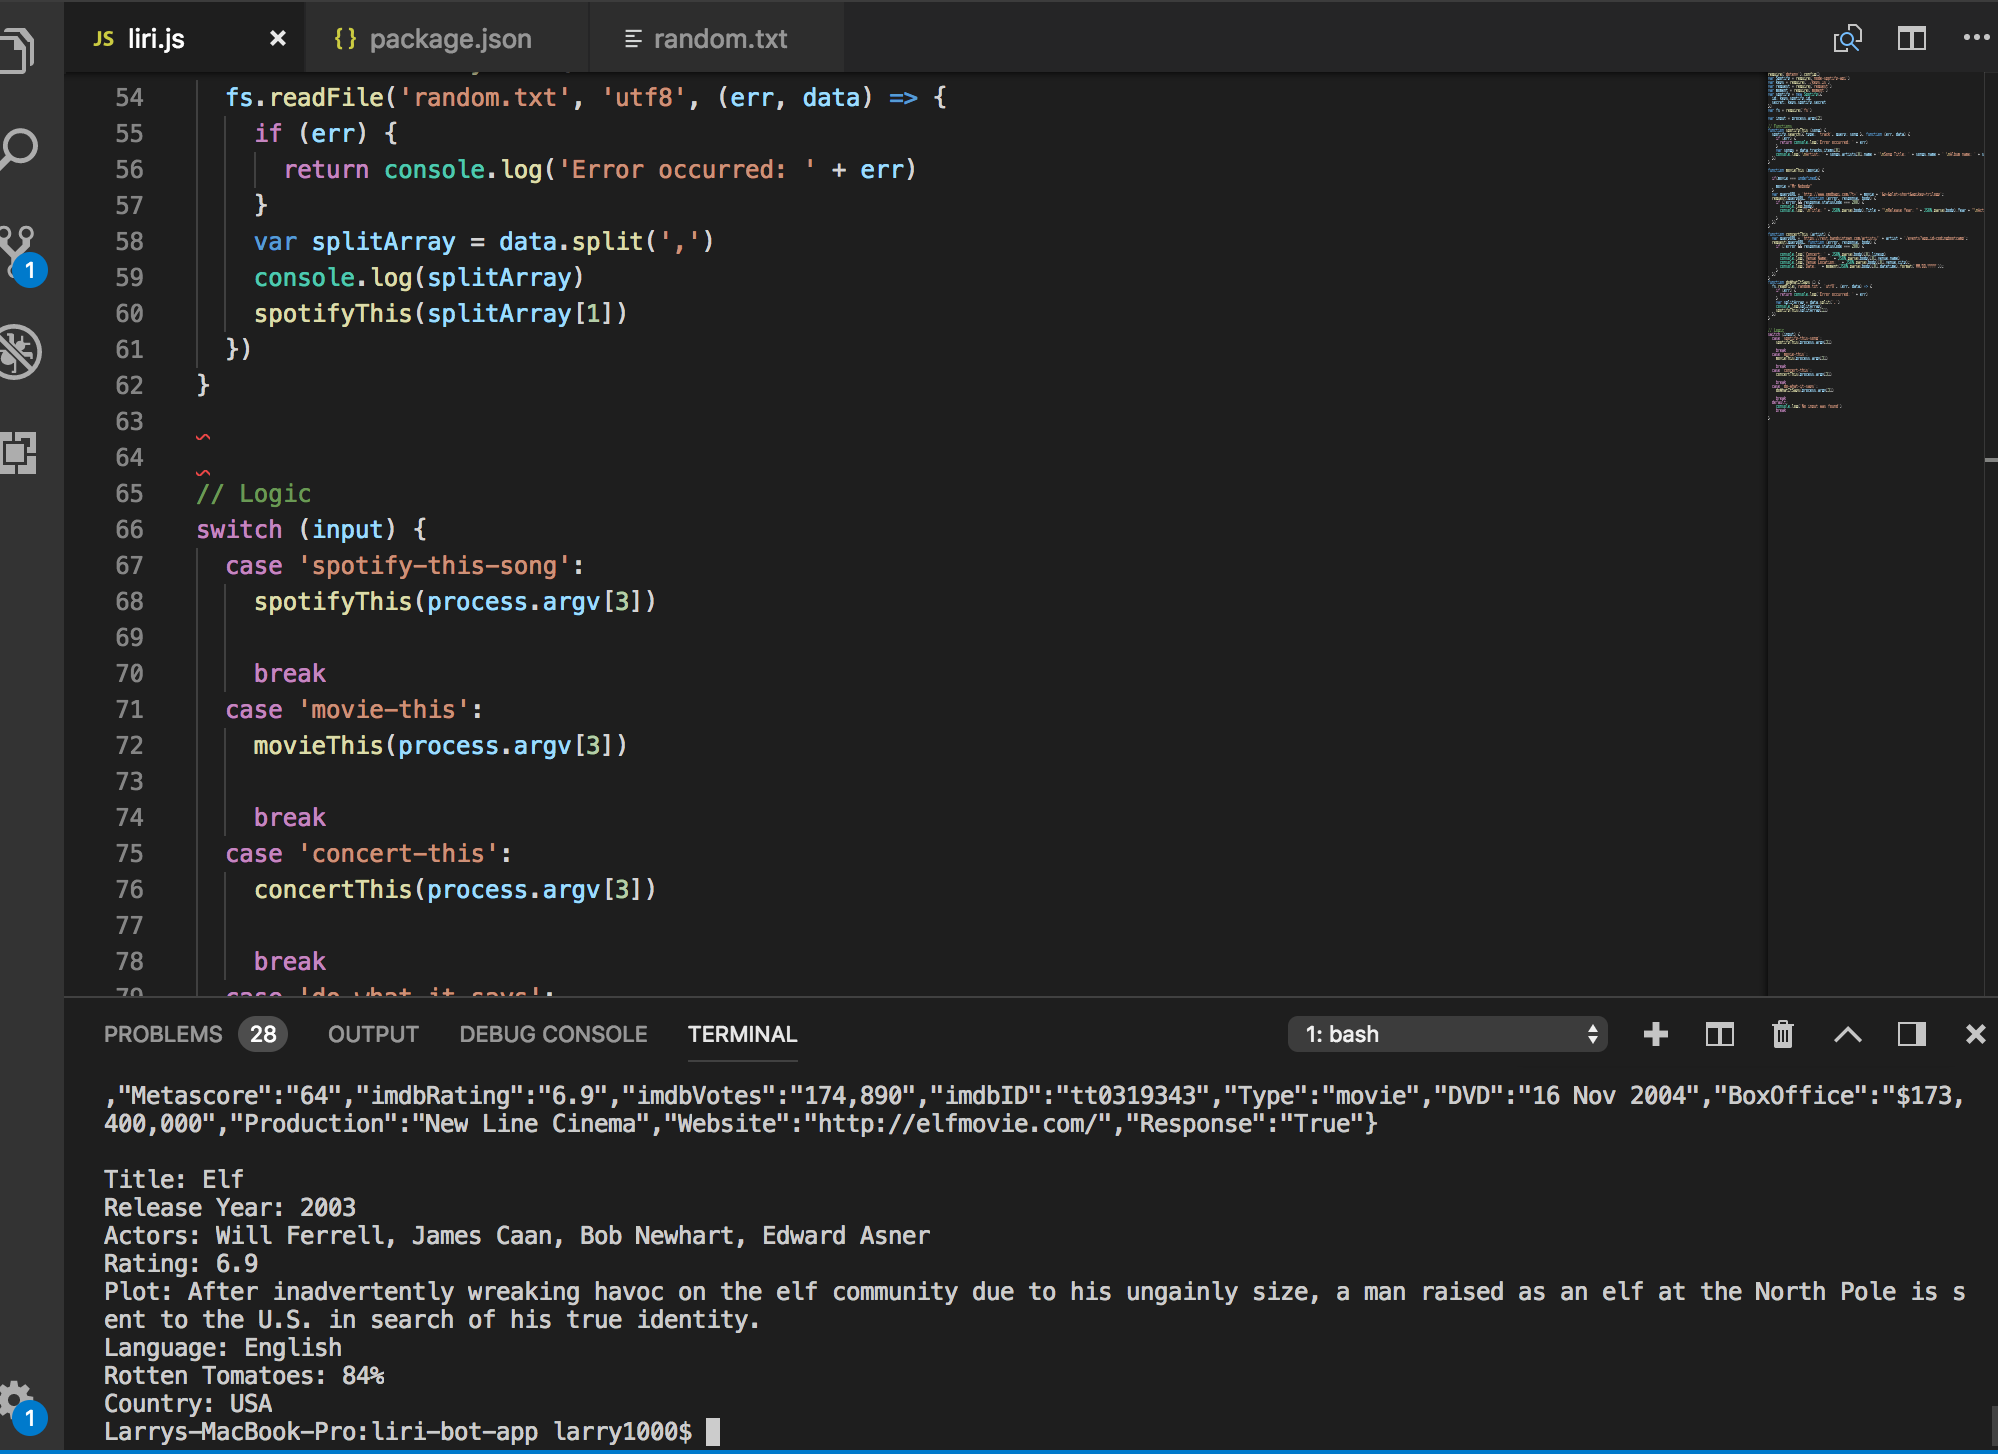 JS liri.js × {} package.json random.txt
54 fs.readFile('random.txt', 'utf8', (err, data) => {
55 if (err) {
56 return console.log('Error occurred: ' + err)
57 }
58 var splitArray = data.split(',')
59 console.log(splitArray)
60 spotifyThis(splitArray[1])
61 })
62 }
63
64
65 // Logic
66 switch (input) {
67 case 'spotify-this-song':
68 spotifyThis(process.argv[3])
69
70 break
71 case 'movie-this':
72 movieThis(process.argv[3])
73
74 break
75 case 'concert-this':
76 concertThis(process.argv[3])
77
78 break
79 case 'do-what-it-says':
1
1
PROBLEMS 28 OUTPUT DEBUG CONSOLE TERMINAL 1: bash
,"Metascore":"64","imdbRating":"6.9","imdbVotes":"174,890","imdbID":"tt0319343","Type":"movie","DVD":"16 Nov 2004","BoxOffice":"$173,
400,000","Production":"New Line Cinema","Website":"http://elfmovie.com/","Response":"True"}
Title: Elf
Release Year: 2003
Actors: Will Ferrell, James Caan, Bob Newhart, Edward Asner
Rating: 6.9
Plot: After inadvertently wreaking havoc on the elf community due to his ungainly size, a man raised as an elf at the North Pole is s
ent to the U.S. in search of his true identity.
Language: English
Rotten Tomatoes: 84%
Country: USA
Larrys-MacBook-Pro:liri-bot-app larry1000$